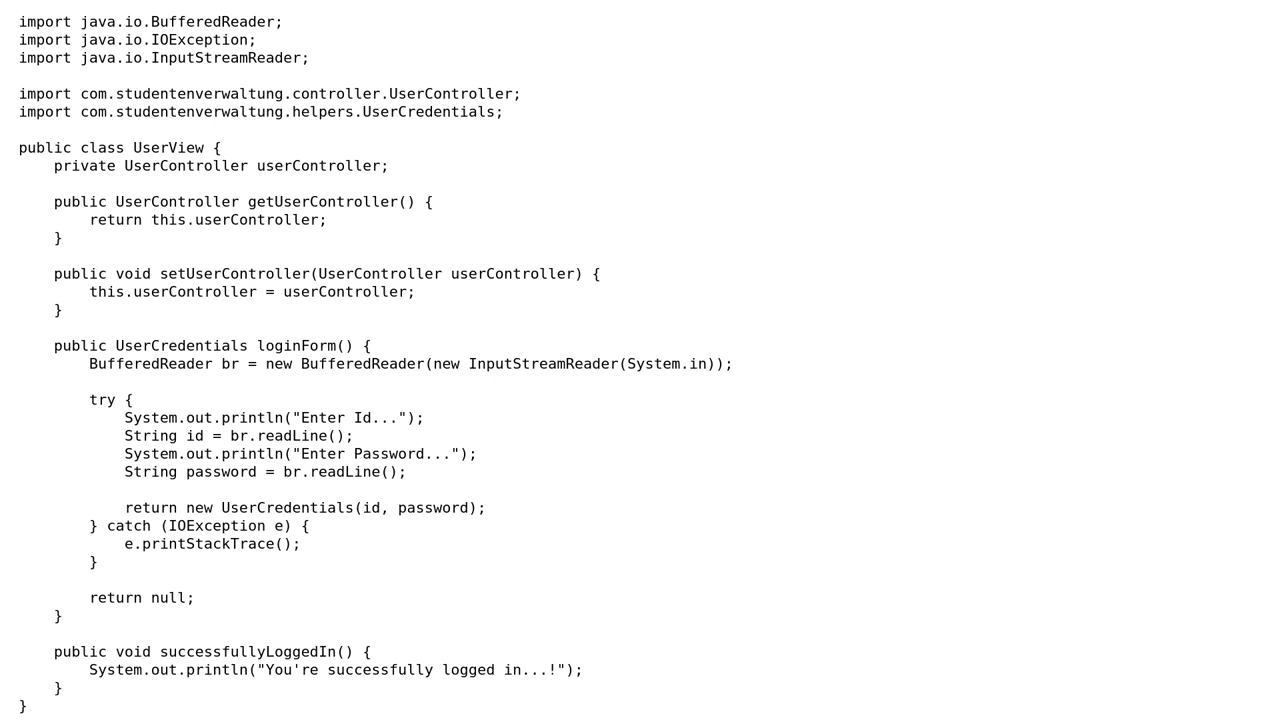 import java.io.BufferedReader;
import java.io.IOException;
import java.io.InputStreamReader;

import com.studentenverwaltung.controller.UserController;
import com.studentenverwaltung.helpers.UserCredentials;

public class UserView {
    private UserController userController;

    public UserController getUserController() {
        return this.userController;
    }

    public void setUserController(UserController userController) {
        this.userController = userController;
    }

    public UserCredentials loginForm() {
        BufferedReader br = new BufferedReader(new InputStreamReader(System.in));

        try {
            System.out.println("Enter Id...");
            String id = br.readLine();
            System.out.println("Enter Password...");
            String password = br.readLine();

            return new UserCredentials(id, password);
        } catch (IOException e) {
            e.printStackTrace();
        }

        return null;
    }

    public void successfullyLoggedIn() {
        System.out.println("You're successfully logged in...!");
    }
}